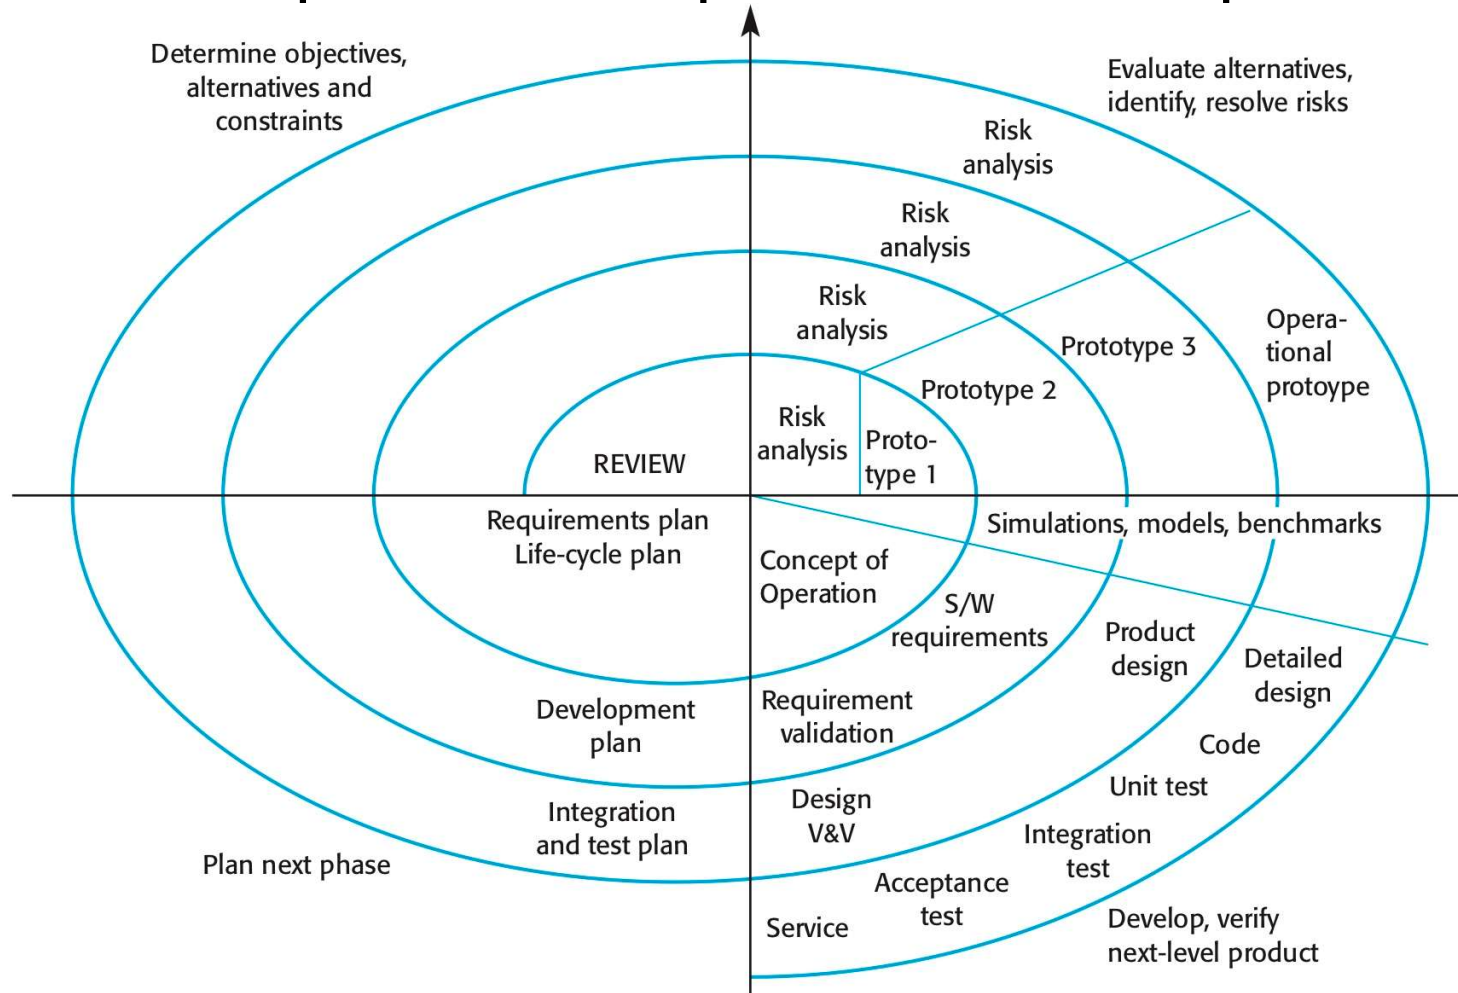 Determine objectives,
alternatives and
constraints
Evaluate alternatives,
identify, resolve risks
Risk
analysis
Risk
analysis
Risk
analysis
Risk
analysis
Proto-
type 1
Prototype 2
Prototype 3
Opera-
tional
protoype
REVIEW
Requirements plan
Life-cycle plan
Simulations, models, benchmarks
Concept of
Operation
S/W
requirements
Product
design
Detailed
design
Development
plan
Requirement
validation
Code
Unit test
Integration
and test plan
Design
V&V
Integration
test
Plan next phase
Acceptance
test
Service
Develop, verify
next-level product